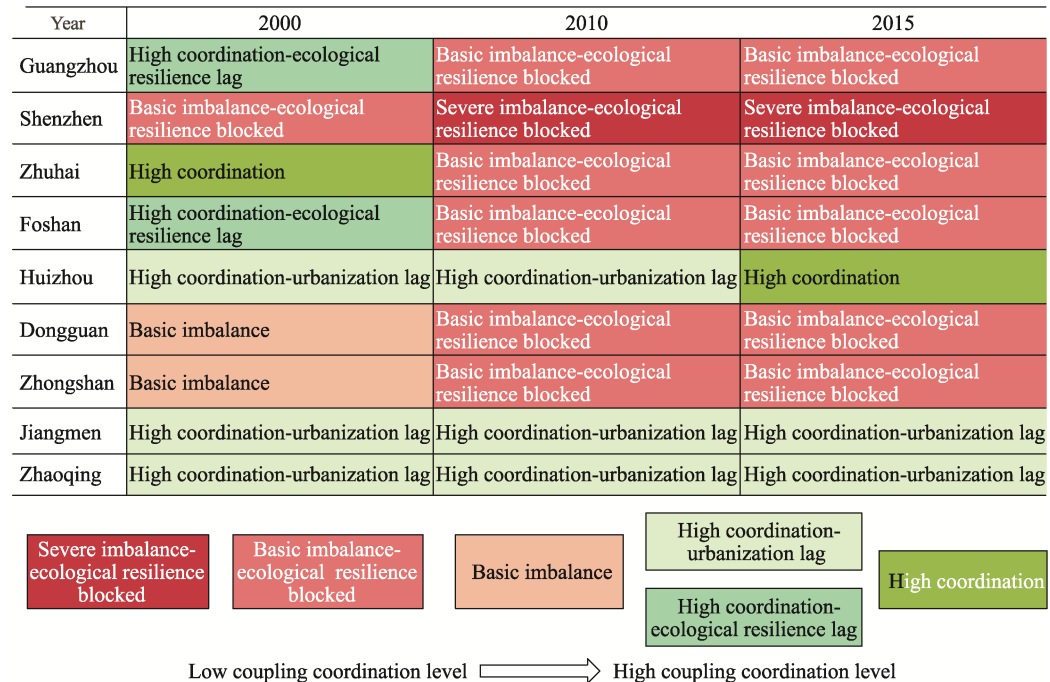 Year 2000 2010 2015
Guangzhou
High coordination-ecological
resilience lag
Basic imbalance-ecological
resilience blocked
Basic imbalance-ecological
resilience blocked
Shenzhen
Basic imbalance-ecological
resilience blocked
Severe imbalance-ecological
resilience blocked
Severe imbalance-ecological
resilience blocked
Zhuhai
High coordination
Basic imbalance-ecological
resilience blocked
Basic imbalance-ecological
resilience blocked
Foshan
High coordination-ecological
resilience lag
Basic imbalance-ecological
resilience blocked
Basic imbalance-ecological
resilience blocked
Huizhou
High coordination-urbanization lag
High coordination-urbanization lag
High coordination
Dongguan
Basic imbalance
Basic imbalance-ecological
resilience blocked
Basic imbalance-ecological
resilience blocked
Zhongshan
Basic imbalance
Basic imbalance-ecological
resilience blocked
Basic imbalance-ecological
resilience blocked
Jiangmen
High coordination-urbanization lag
High coordination-urbanization lag
High coordination-urbanization lag
Zhaoqing
High coordination-urbanization lag
High coordination-urbanization lag
High coordination-urbanization lag
Severe imbalance-
ecological resilience
blocked
Basic imbalance-
ecological resilience
blocked
Basic imbalance
High coordination-
urbanization lag
High coordination-
ecological resilience lag
High coordination
Low coupling coordination level
High coupling coordination level